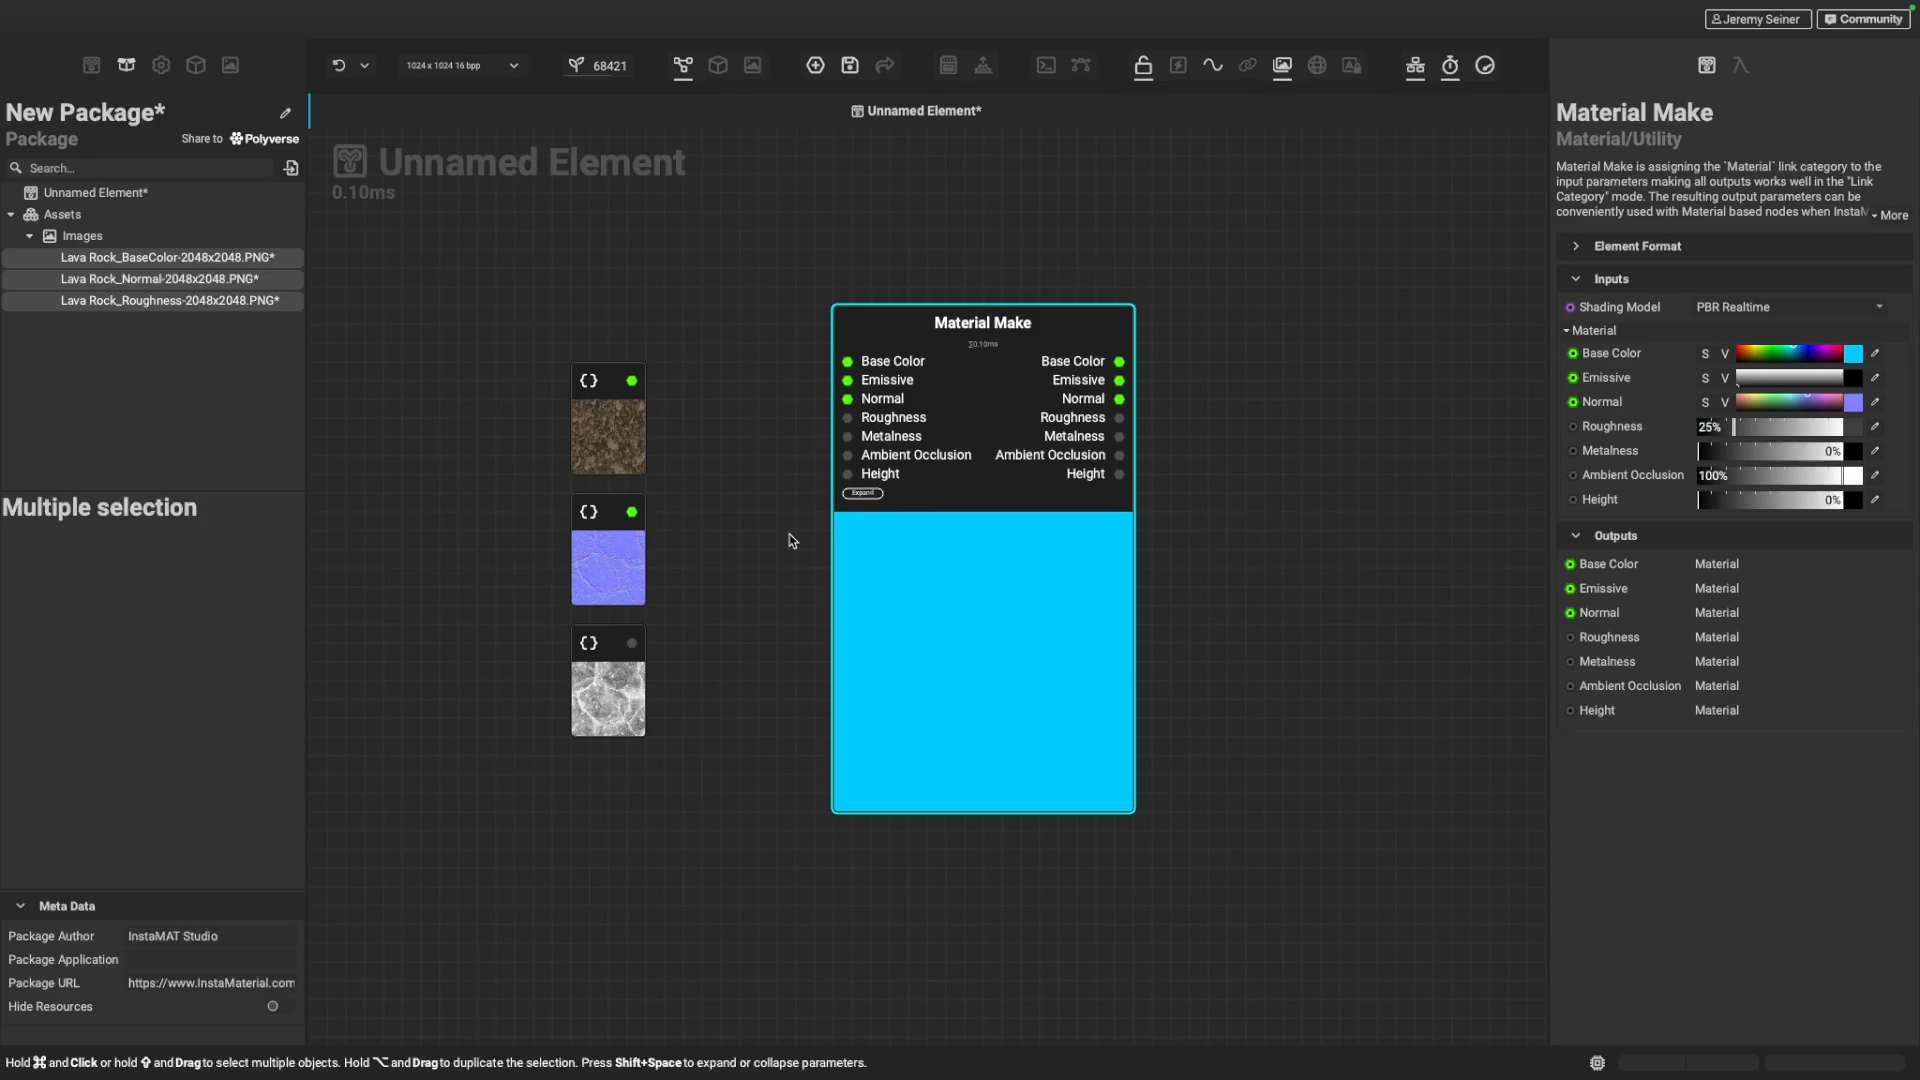 Jeremy Seiner
Community
1024 x 1024 16 bpp
68421
New Package*
Package
Share to Polyverse
Search...
Unnamed Element*
Assets
Images
Lava Rock_BaseColor-2048x2048.PNG*
Lava Rock_Normal-2048x2048.PNG*
Lava Rock_Roughness-2048x2048.PNG*
Multiple selection
Meta Data
Package Author InstaMAT Studio
Package Application
Package URL https://www.InstaMaterial.com
Hide Resources
Unnamed Element*
Unnamed Element
0.10ms
Material Make
∑0.10ms
Base Color Base Color
Emissive Emissive
Normal Normal
Roughness Roughness
Metalness Metalness
Ambient Occlusion Ambient Occlusion
Height Height
Expand
Material Make
Material/Utility
Material Make is assigning the `Material` link category to the
input parameters making all outputs works well in the "Link
Category" mode. The resulting output parameters can be
conveniently used with Material based nodes when InstaM More
Element Format
Inputs
Shading Model PBR Realtime
Material
Base Color S V
Emissive S V
Normal S V
Roughness 25%
Metalness 0%
Ambient Occlusion 100%
Height 0%
Outputs
Base Color Material
Emissive Material
Normal Material
Roughness Material
Metalness Material
Ambient Occlusion Material
Height Material
Hold ⌘ and Click or hold ⇧ and Drag to select multiple objects. Hold ⌥ and Drag to duplicate the selection. Press Shift+Space to expand or collapse parameters.